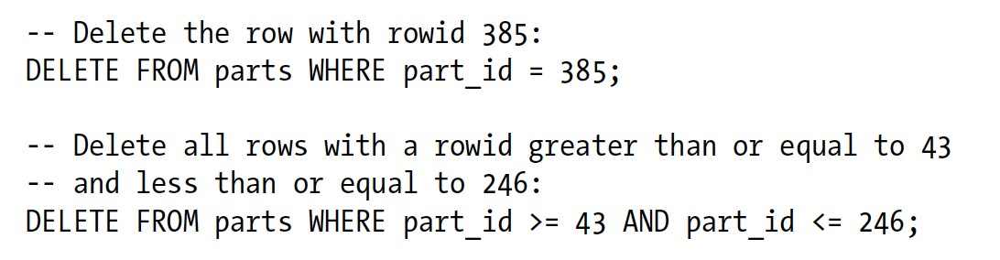 -- Delete the row with rowid 385:
DELETE FROM parts WHERE part_id = 385;
-- Delete all rows with a rowid greater than or equal to 43
-- and less than or equal to 246:
DELETE FROM parts WHERE part_id >= 43 AND part_id <= 246;